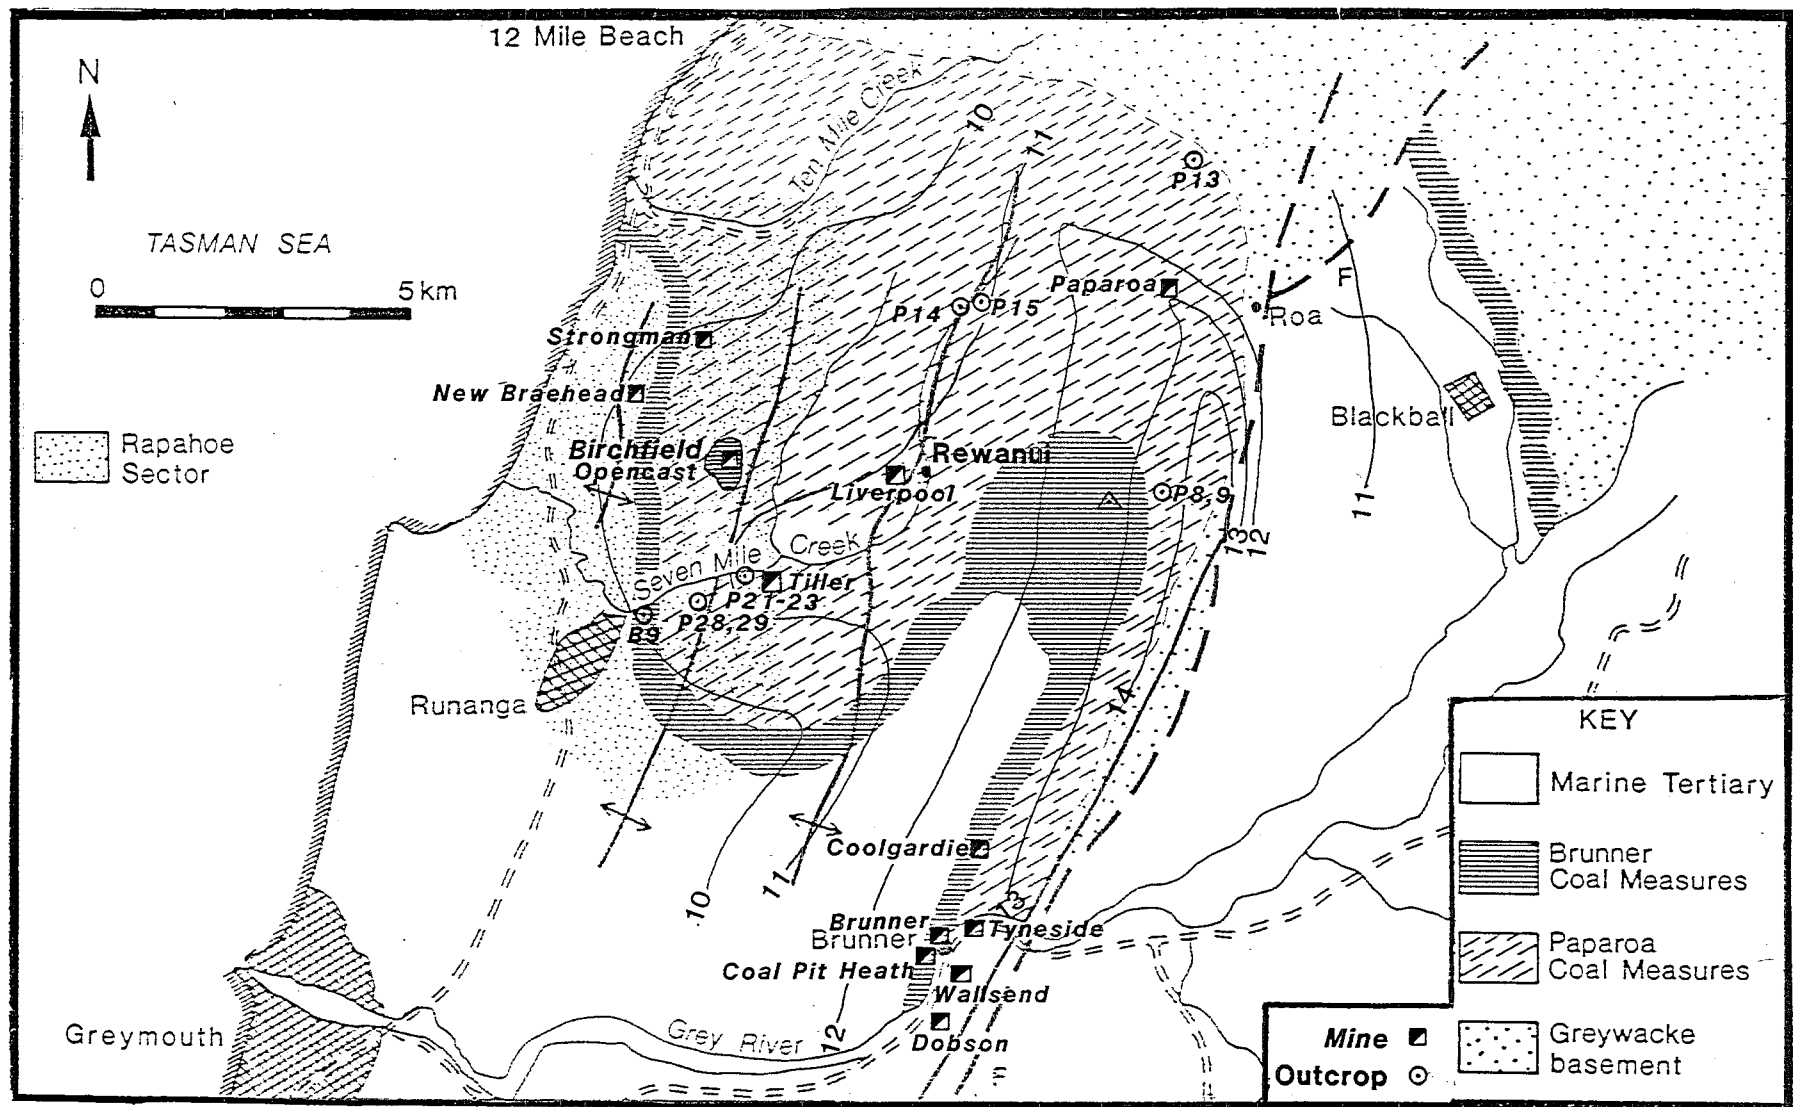 12 Mile Beach
N
Ten Mile Creek
10
11
P13
TASMAN SEA
0 5km
Paparoa
F
P14
P15
Roa
Strongman
New Braehead
Blackball
Rapahoe
Sector
Birchfield
Opencast
Rewanui
Liverpool
P8,9
11
13
12
Seven Mile Creek
Tiller
P21-23
P28,29
B9
Runanga
14
KEY
Marine Tertiary
Brunner
Coal Measures
Paparoa
Coal Measures
Greywacke
basement
Coolgardie
10
11
13
Brunner
Brunner
Tyneside
Coal Pit Heath
Wallsend
Greymouth
Grey River
12
Dobson
F
Mine
Outcrop